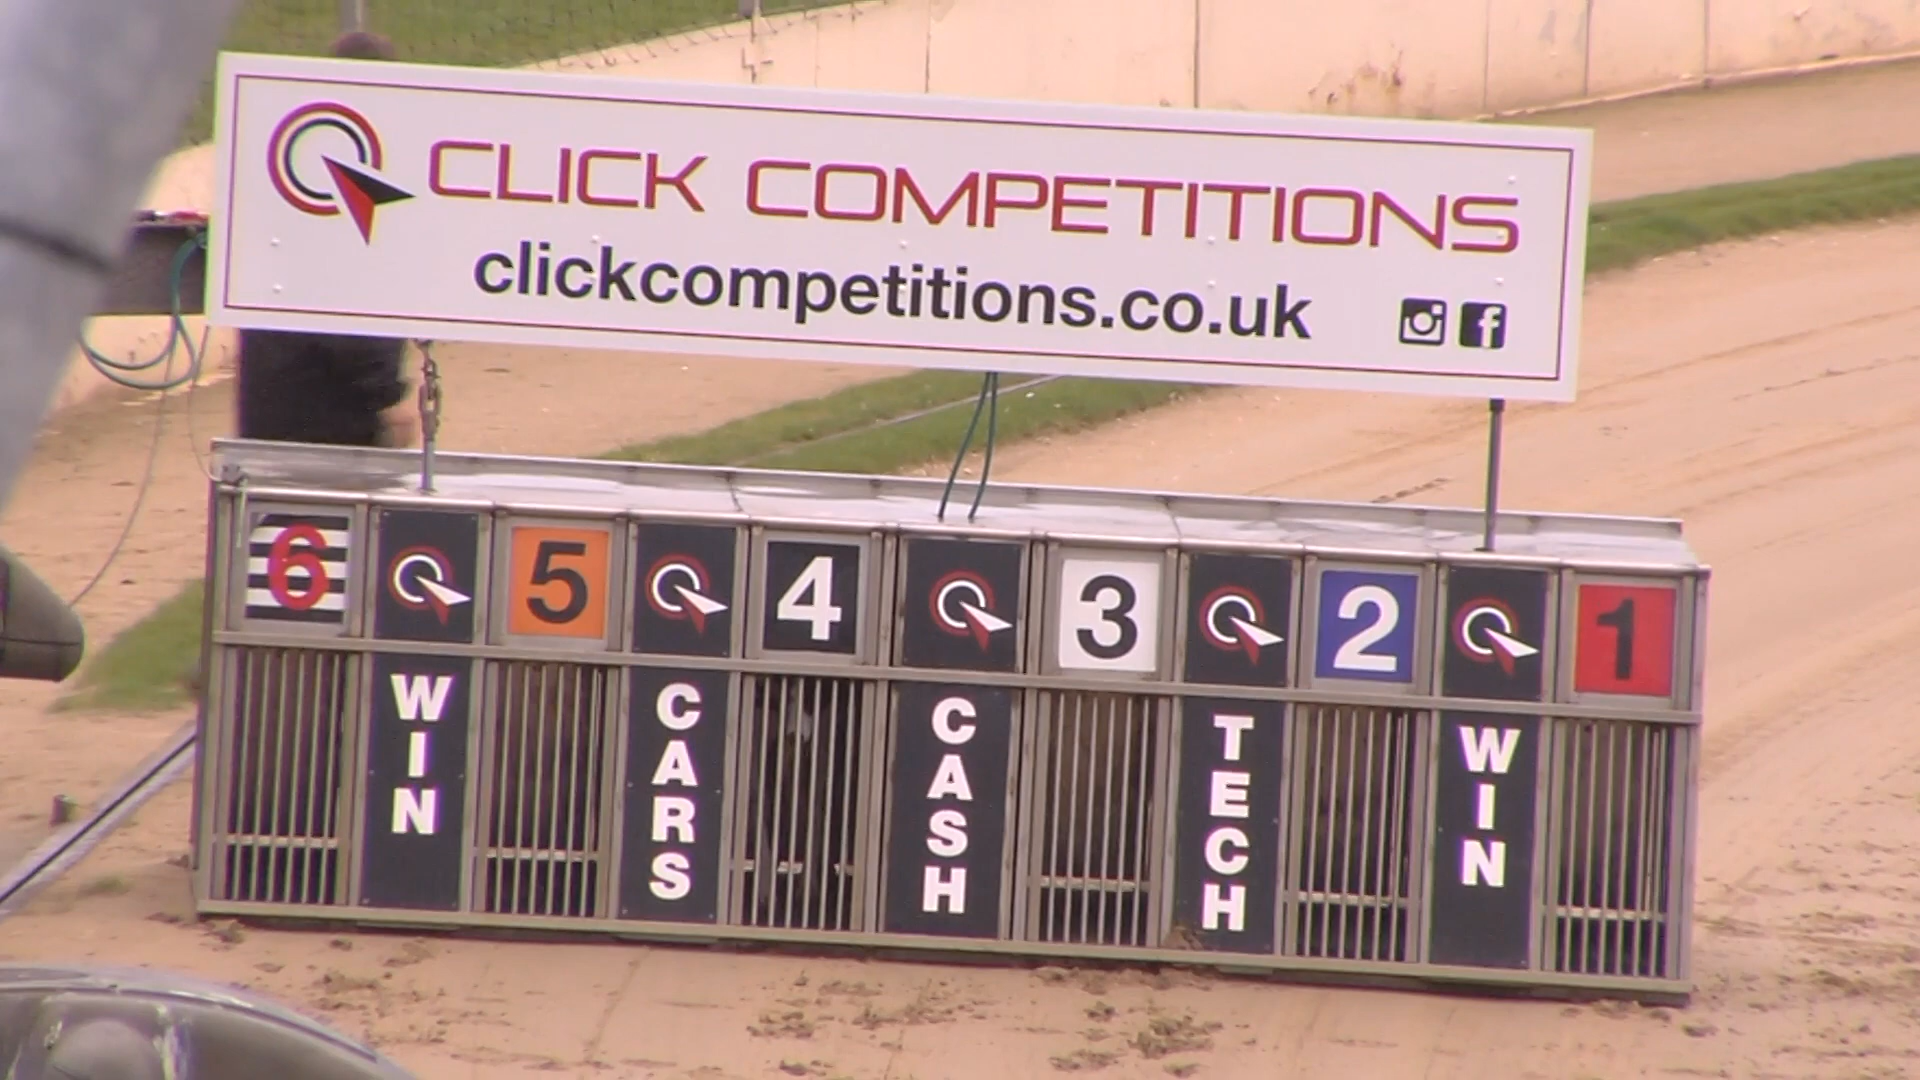 CLICK COMPETITIONS
clickcompetitions.co.uk
6 5 4 3 2 1
WIN
CARS
CASH
TECH
WIN